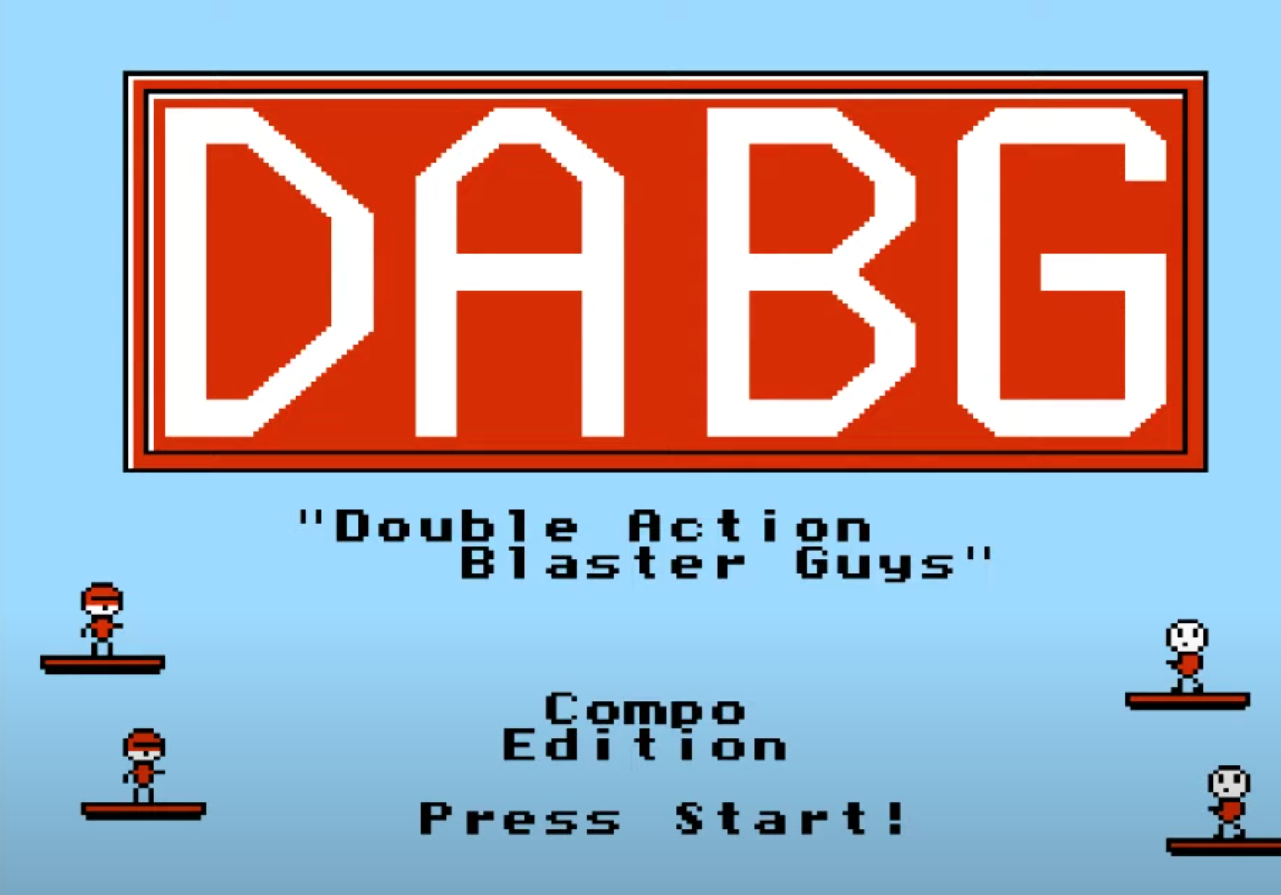 DABG
"Double Action
Blaster Guys"
Compo
Edition
Press Start!